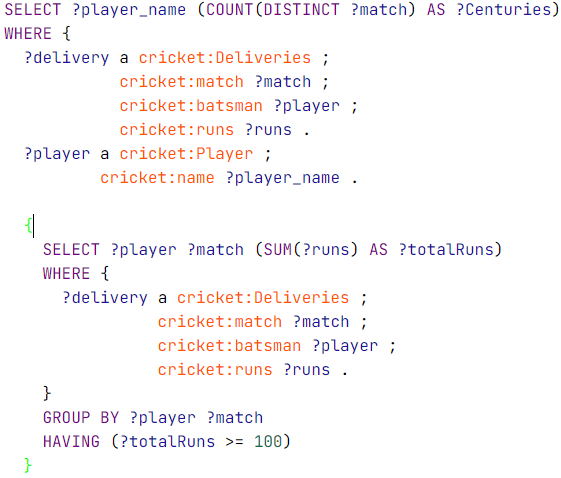 SELECT ?player_name (COUNT(DISTINCT ?match) AS ?Centuries)
WHERE {
  ?delivery a cricket:Deliveries ;
            cricket:match ?match ;
            cricket:batsman ?player ;
            cricket:runs ?runs .
  ?player a cricket:Player ;
          cricket:name ?player_name .

  {
    SELECT ?player ?match (SUM(?runs) AS ?totalRuns)
    WHERE {
      ?delivery a cricket:Deliveries ;
                cricket:match ?match ;
                cricket:batsman ?player ;
                cricket:runs ?runs .
    }
    GROUP BY ?player ?match
    HAVING (?totalRuns >= 100)
  }